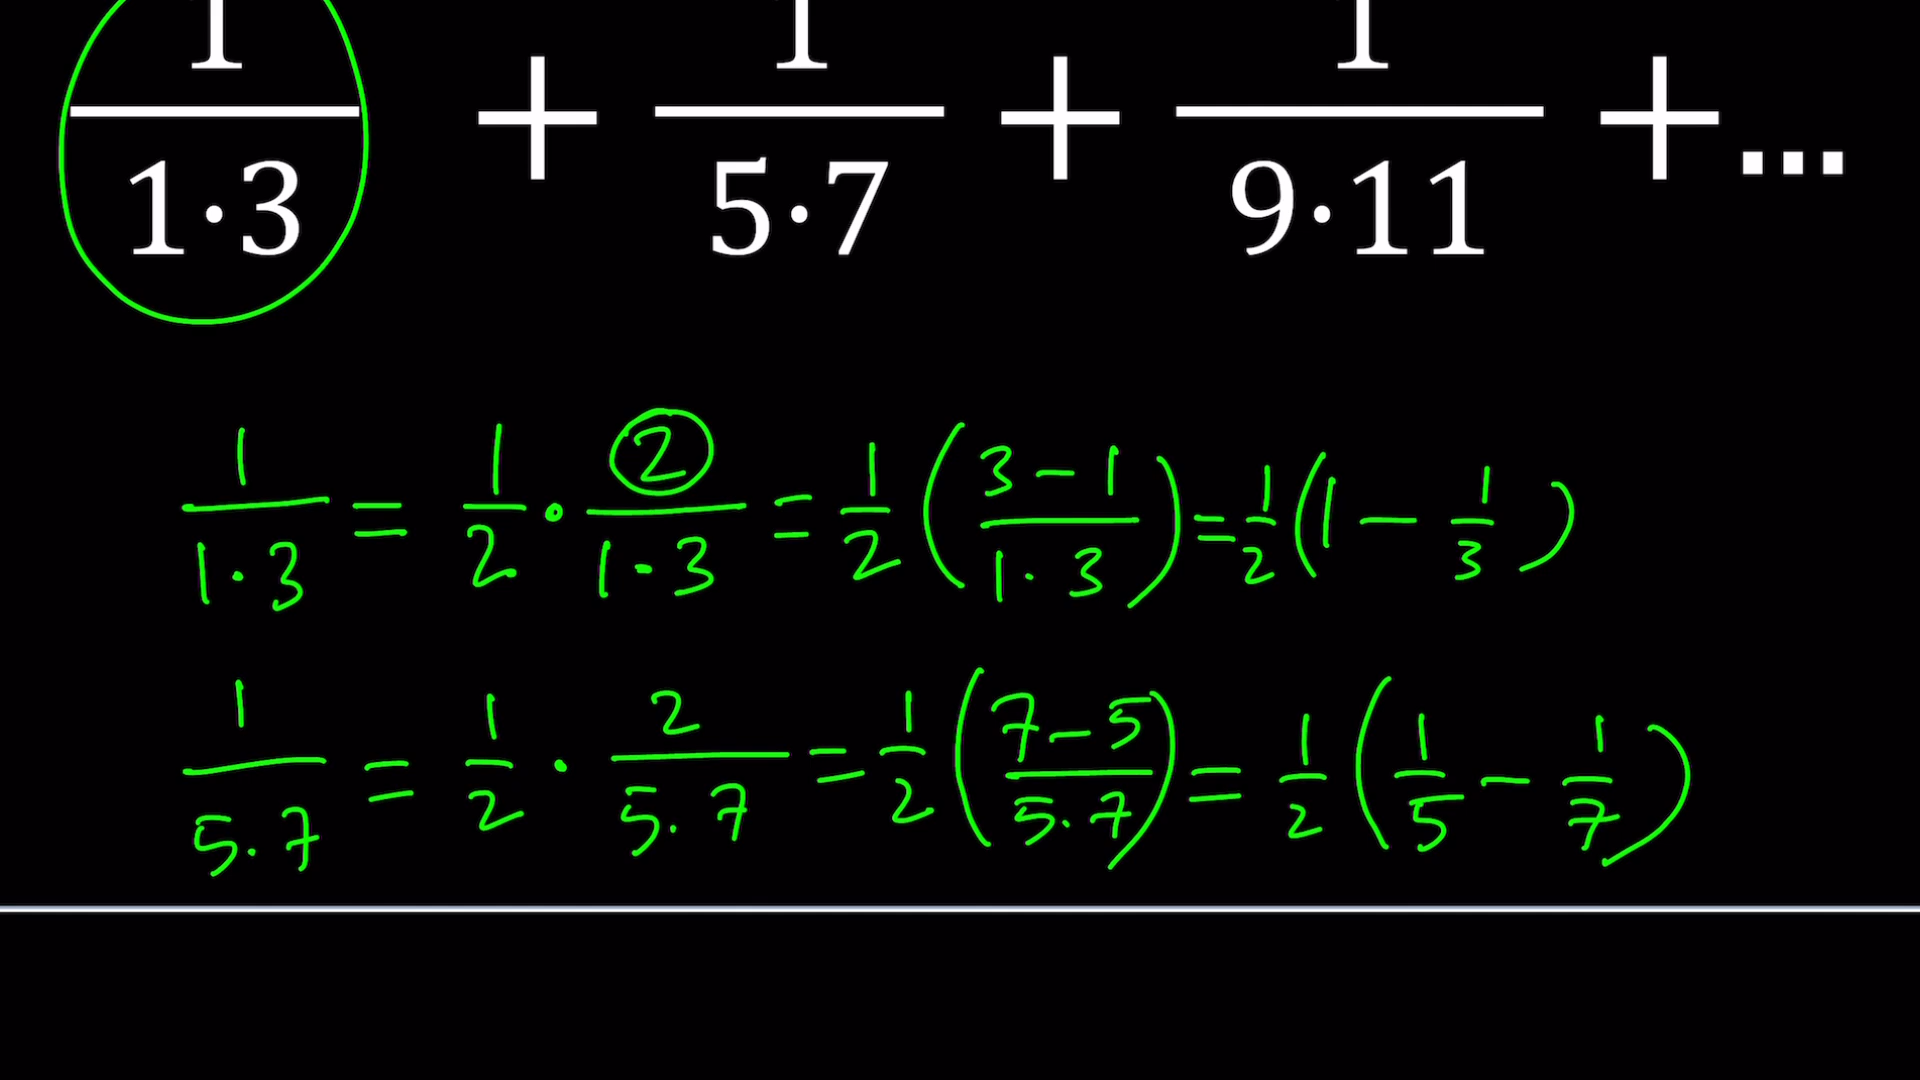 1/(1·3) + 1/(5·7) + 1/(9·11) + ...
1/(1·3) = 1/2 · 2/(1·3) = 1/2 ((3-1)/(1·3)) = 1/2 (1 - 1/3)
1/(5·7) = 1/2 · 2/(5·7) = 1/2 ((7-5)/(5·7)) = 1/2 (1/5 - 1/7)